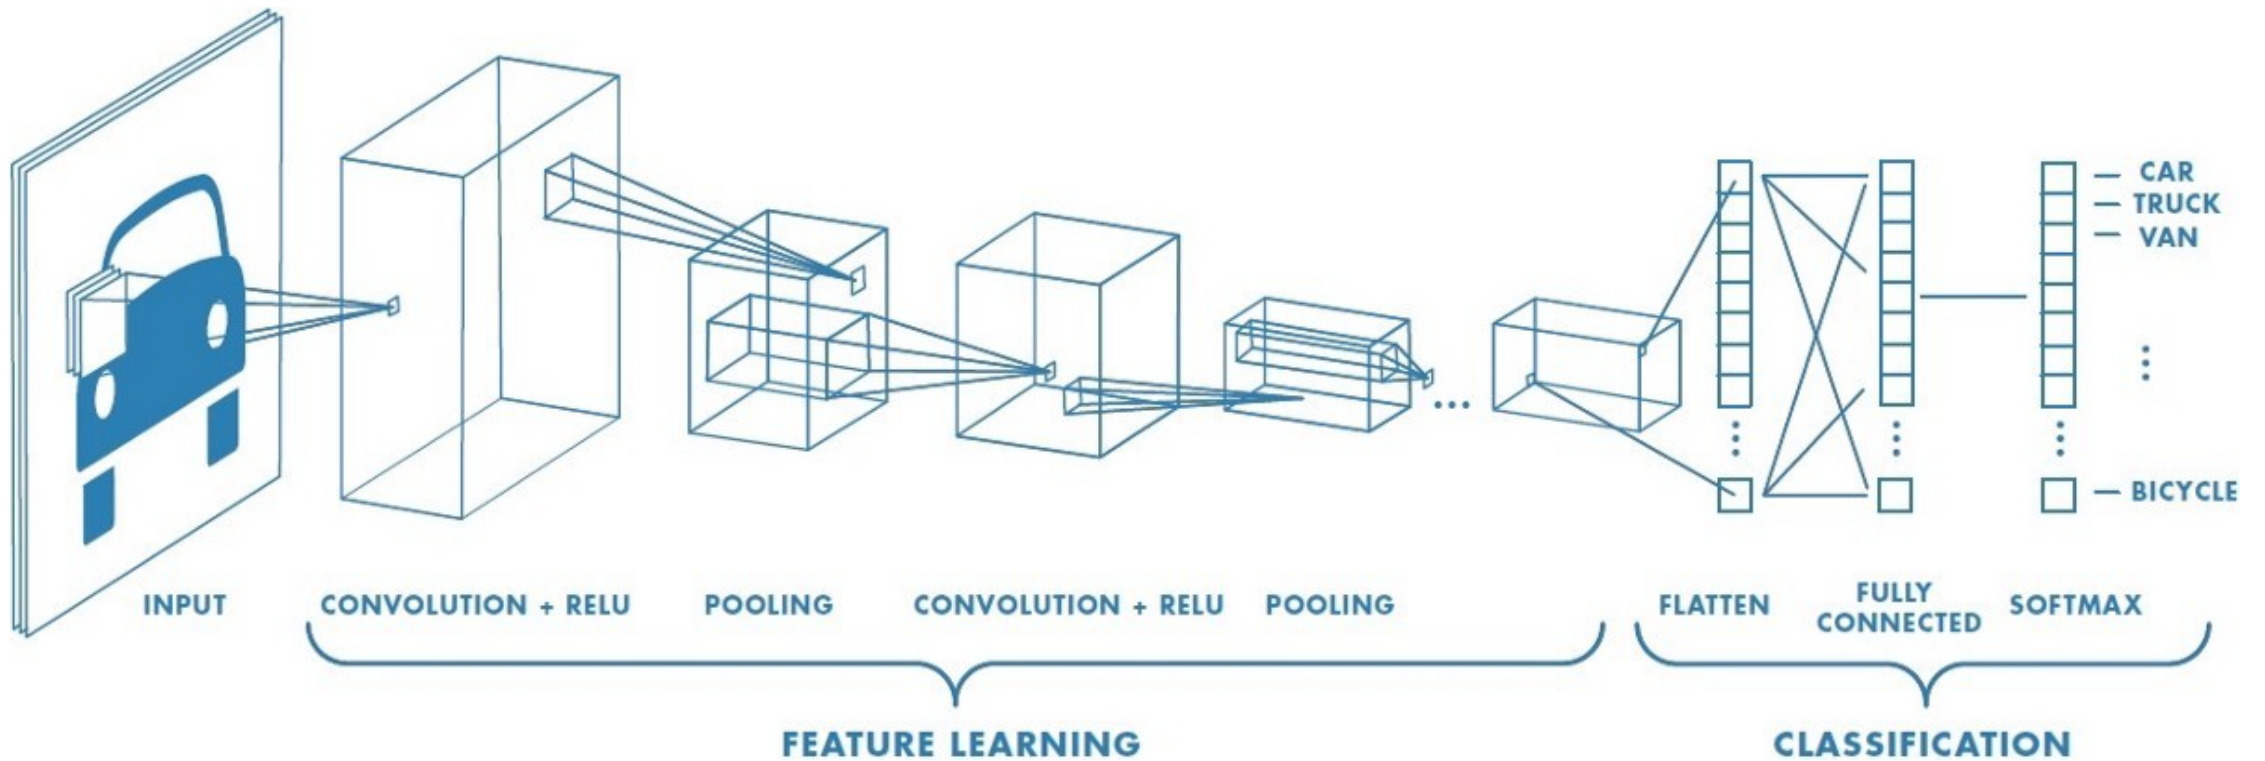 CAR
TRUCK
VAN
BICYCLE
INPUT
CONVOLUTION + RELU
POOLING
CONVOLUTION + RELU
POOLING
FLATTEN
FULLY
CONNECTED
SOFTMAX
FEATURE LEARNING
CLASSIFICATION